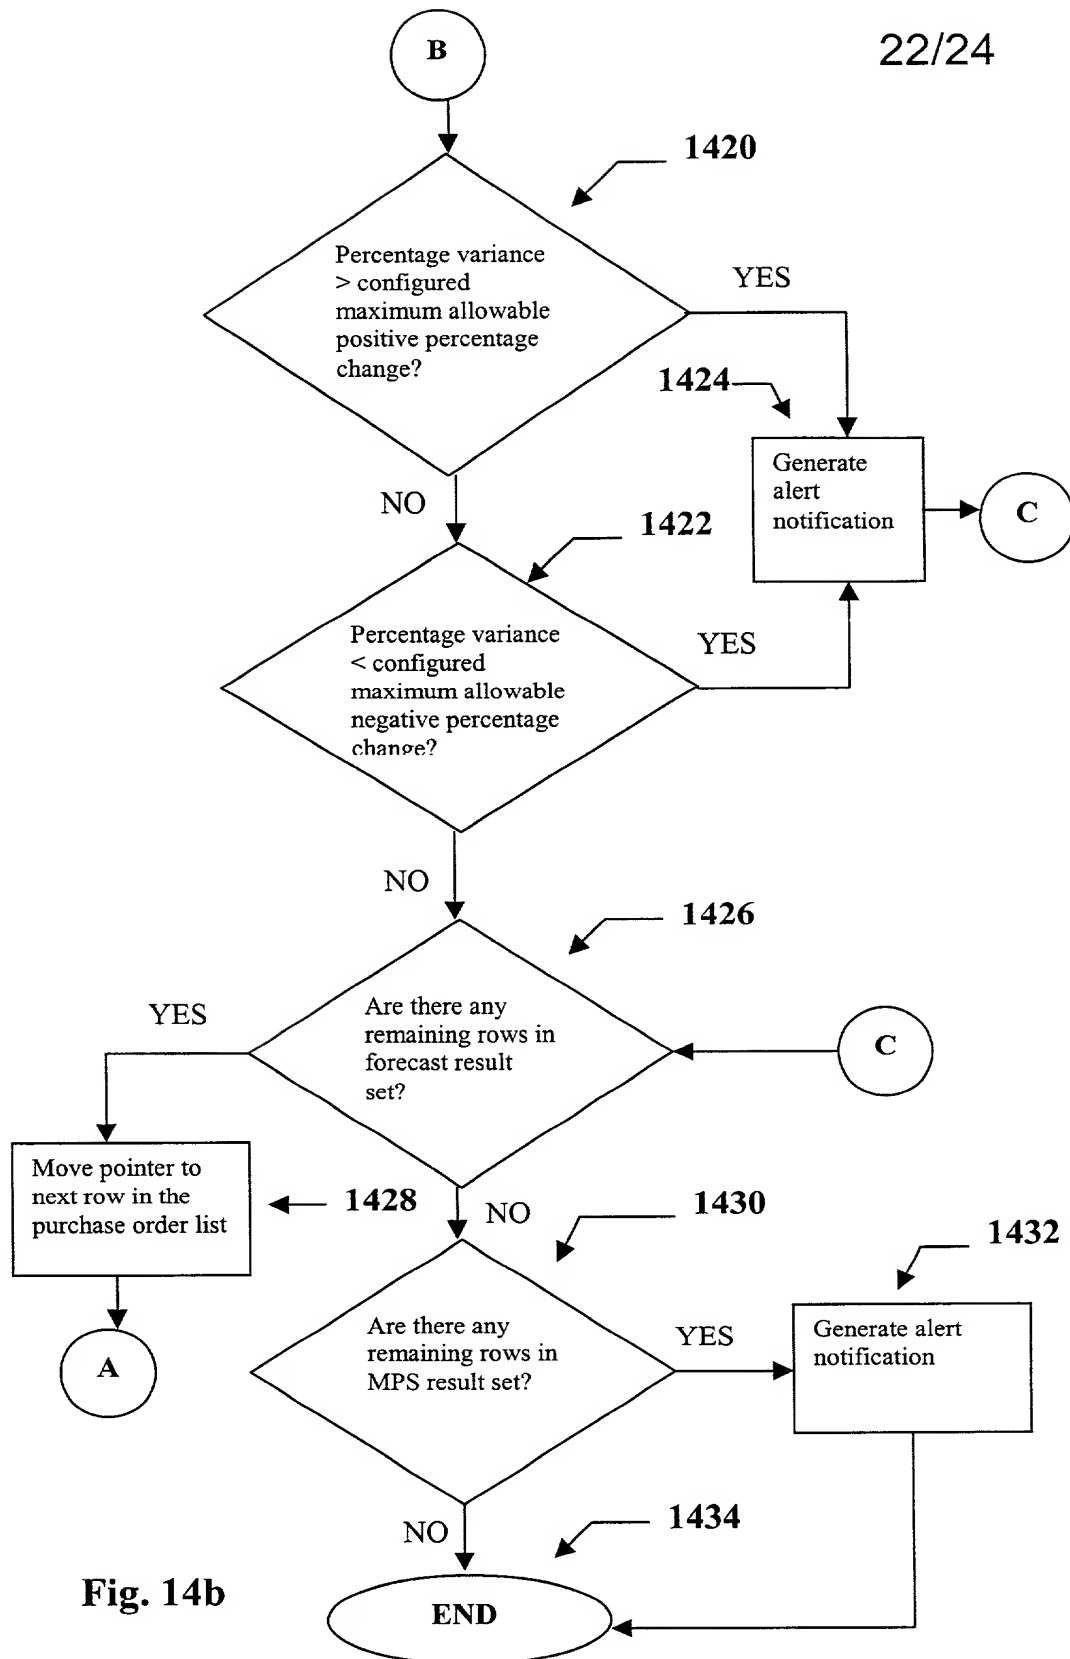 B
22/24
1420
Percentage variance
> configured
maximum allowable
positive percentage
change?
YES
1424
Generate
alert
notification
C
NO
1422
Percentage variance
< configured
maximum allowable
negative percentage
change?
YES
NO
1426
YES
Are there any
remaining rows in
forecast result
set?
C
Move pointer to
next row in the
purchase order list
1428
NO
1430
1432
A
Are there any
remaining rows in
MPS result set?
YES
Generate alert
notification
NO
1434
Fig. 14b
END